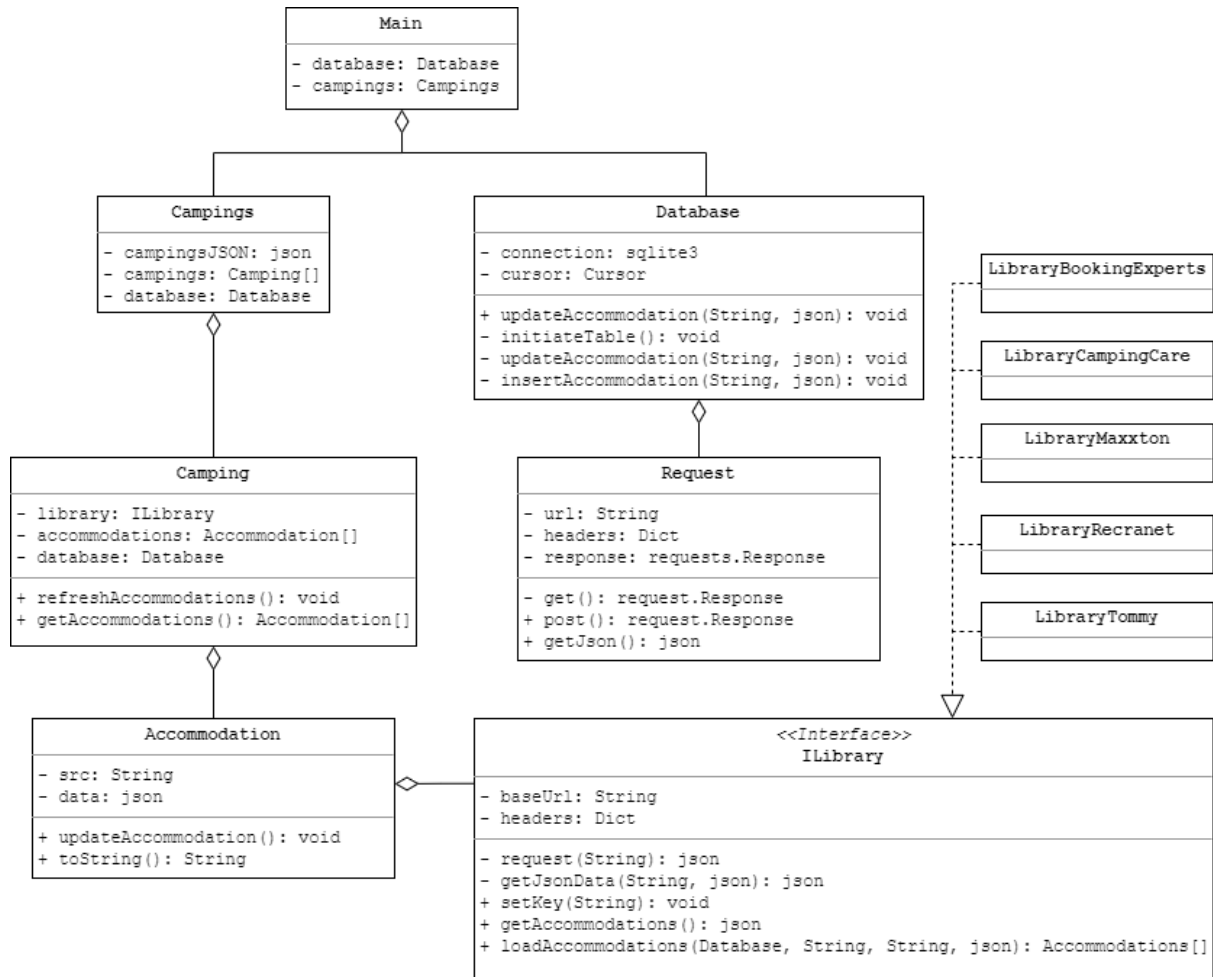 Main
- database: Database
- campings: Campings
Campings
- campingsJSON: json
- campings: Camping[]
- database: Database
Database
- connection: sqlite3
- cursor: Cursor
+ updateAccommodation(String, json): void
- initiateTable(): void
- updateAccommodation(String, json): void
- insertAccommodation(String, json): void
LibraryBookingExperts
LibraryCampingCare
LibraryMaxxton
LibraryRecranet
LibraryTommy
Camping
- library: ILibrary
- accommodations: Accommodation[]
- database: Database
+ refreshAccommodations(): void
+ getAccommodations(): Accommodation[]
Request
- url: String
- headers: Dict
- response: requests.Response
- get(): request.Response
+ post(): request.Response
+ getJson(): json
Accommodation
- src: String
- data: json
+ updateAccommodation(): void
+ toString(): String
<<Interface>>
ILibrary
- baseUrl: String
- headers: Dict
- request(String): json
- getJsonData(String, json): json
+ setKey(String): void
+ getAccommodations(): json
+ loadAccommodations(Database, String, String, json): Accommodations[]